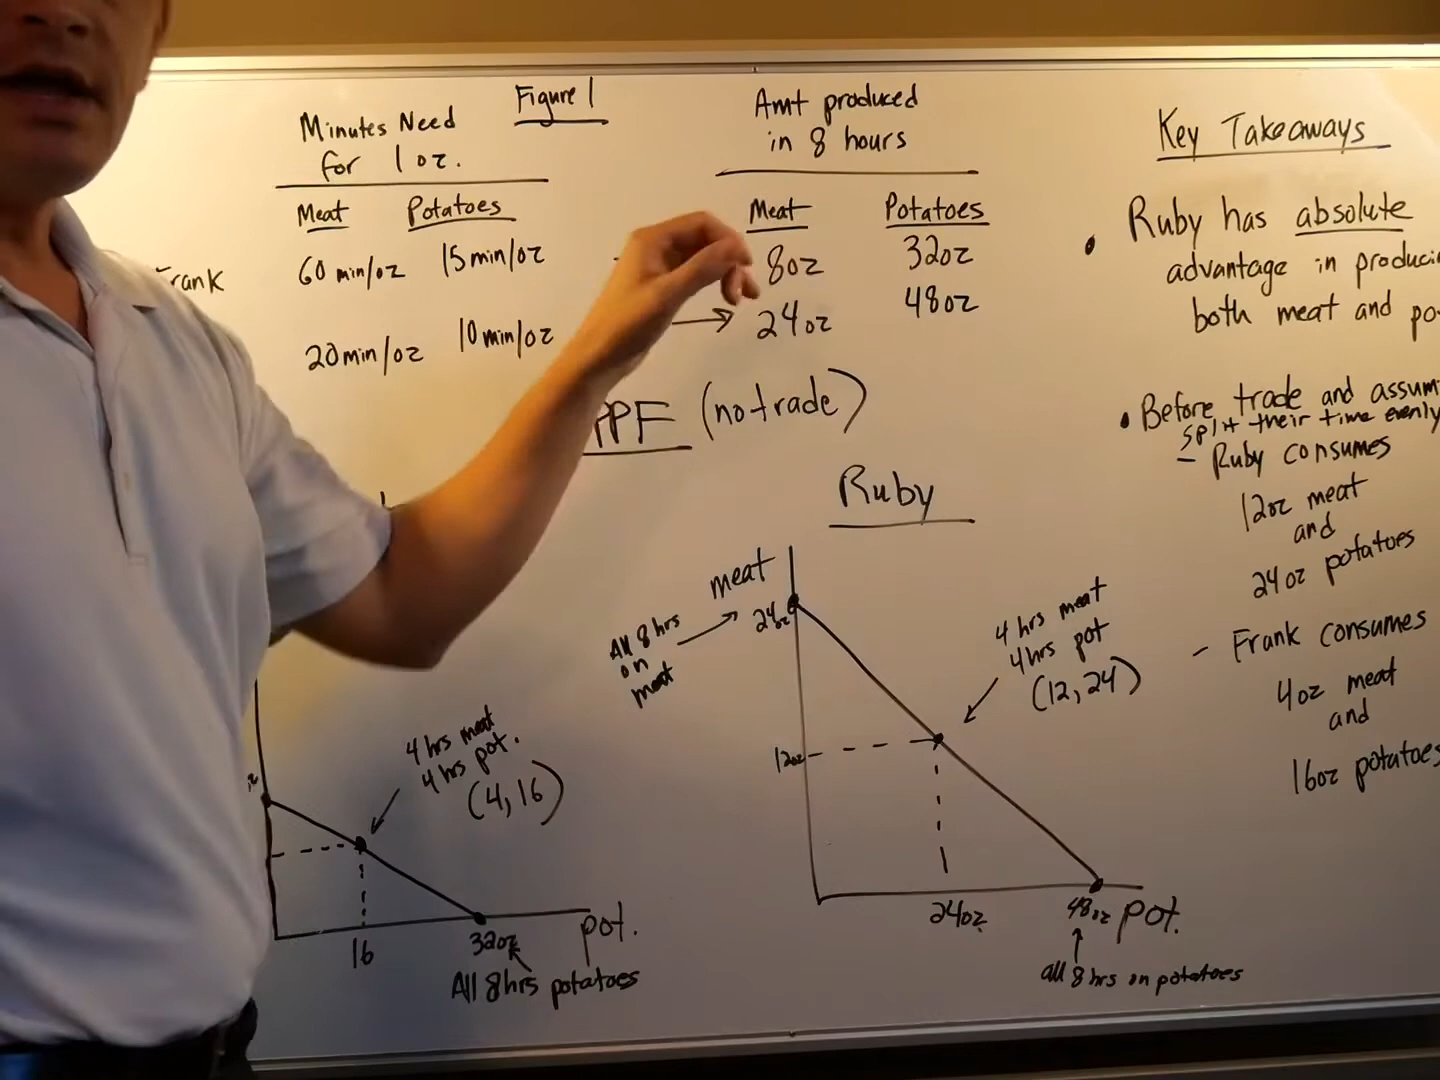 Figure 1
Minutes Need
for 1 oz.
Meat Potatoes
Frank 60 min/oz 15 min/oz
20 min/oz 10 min/oz
Amt produced
in 8 hours
Meat Potatoes
8oz 32oz
24oz 48oz
PPF (no trade)
4 hrs meat
4 hrs pot.
(4,16)
16
32oz
pot.
All 8hrs potatoes
Ruby
meat
24oz
All 8 hrs
on
meat
4 hrs meat
4 hrs pot
(12, 24)
12oz
24oz
48oz
pot.
all 8 hrs on potatoes
Key Takeaways
• Ruby has absolute
advantage in produci
both meat and po
• Before trade and assum
split their time evenly
- Ruby consumes
12oz meat
and
24oz potatoes
- Frank consumes
4oz meat
and
16oz potatoes